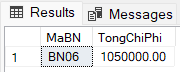 Results Messages
MaBN TongChiPhi
1 BN06 1050000.00